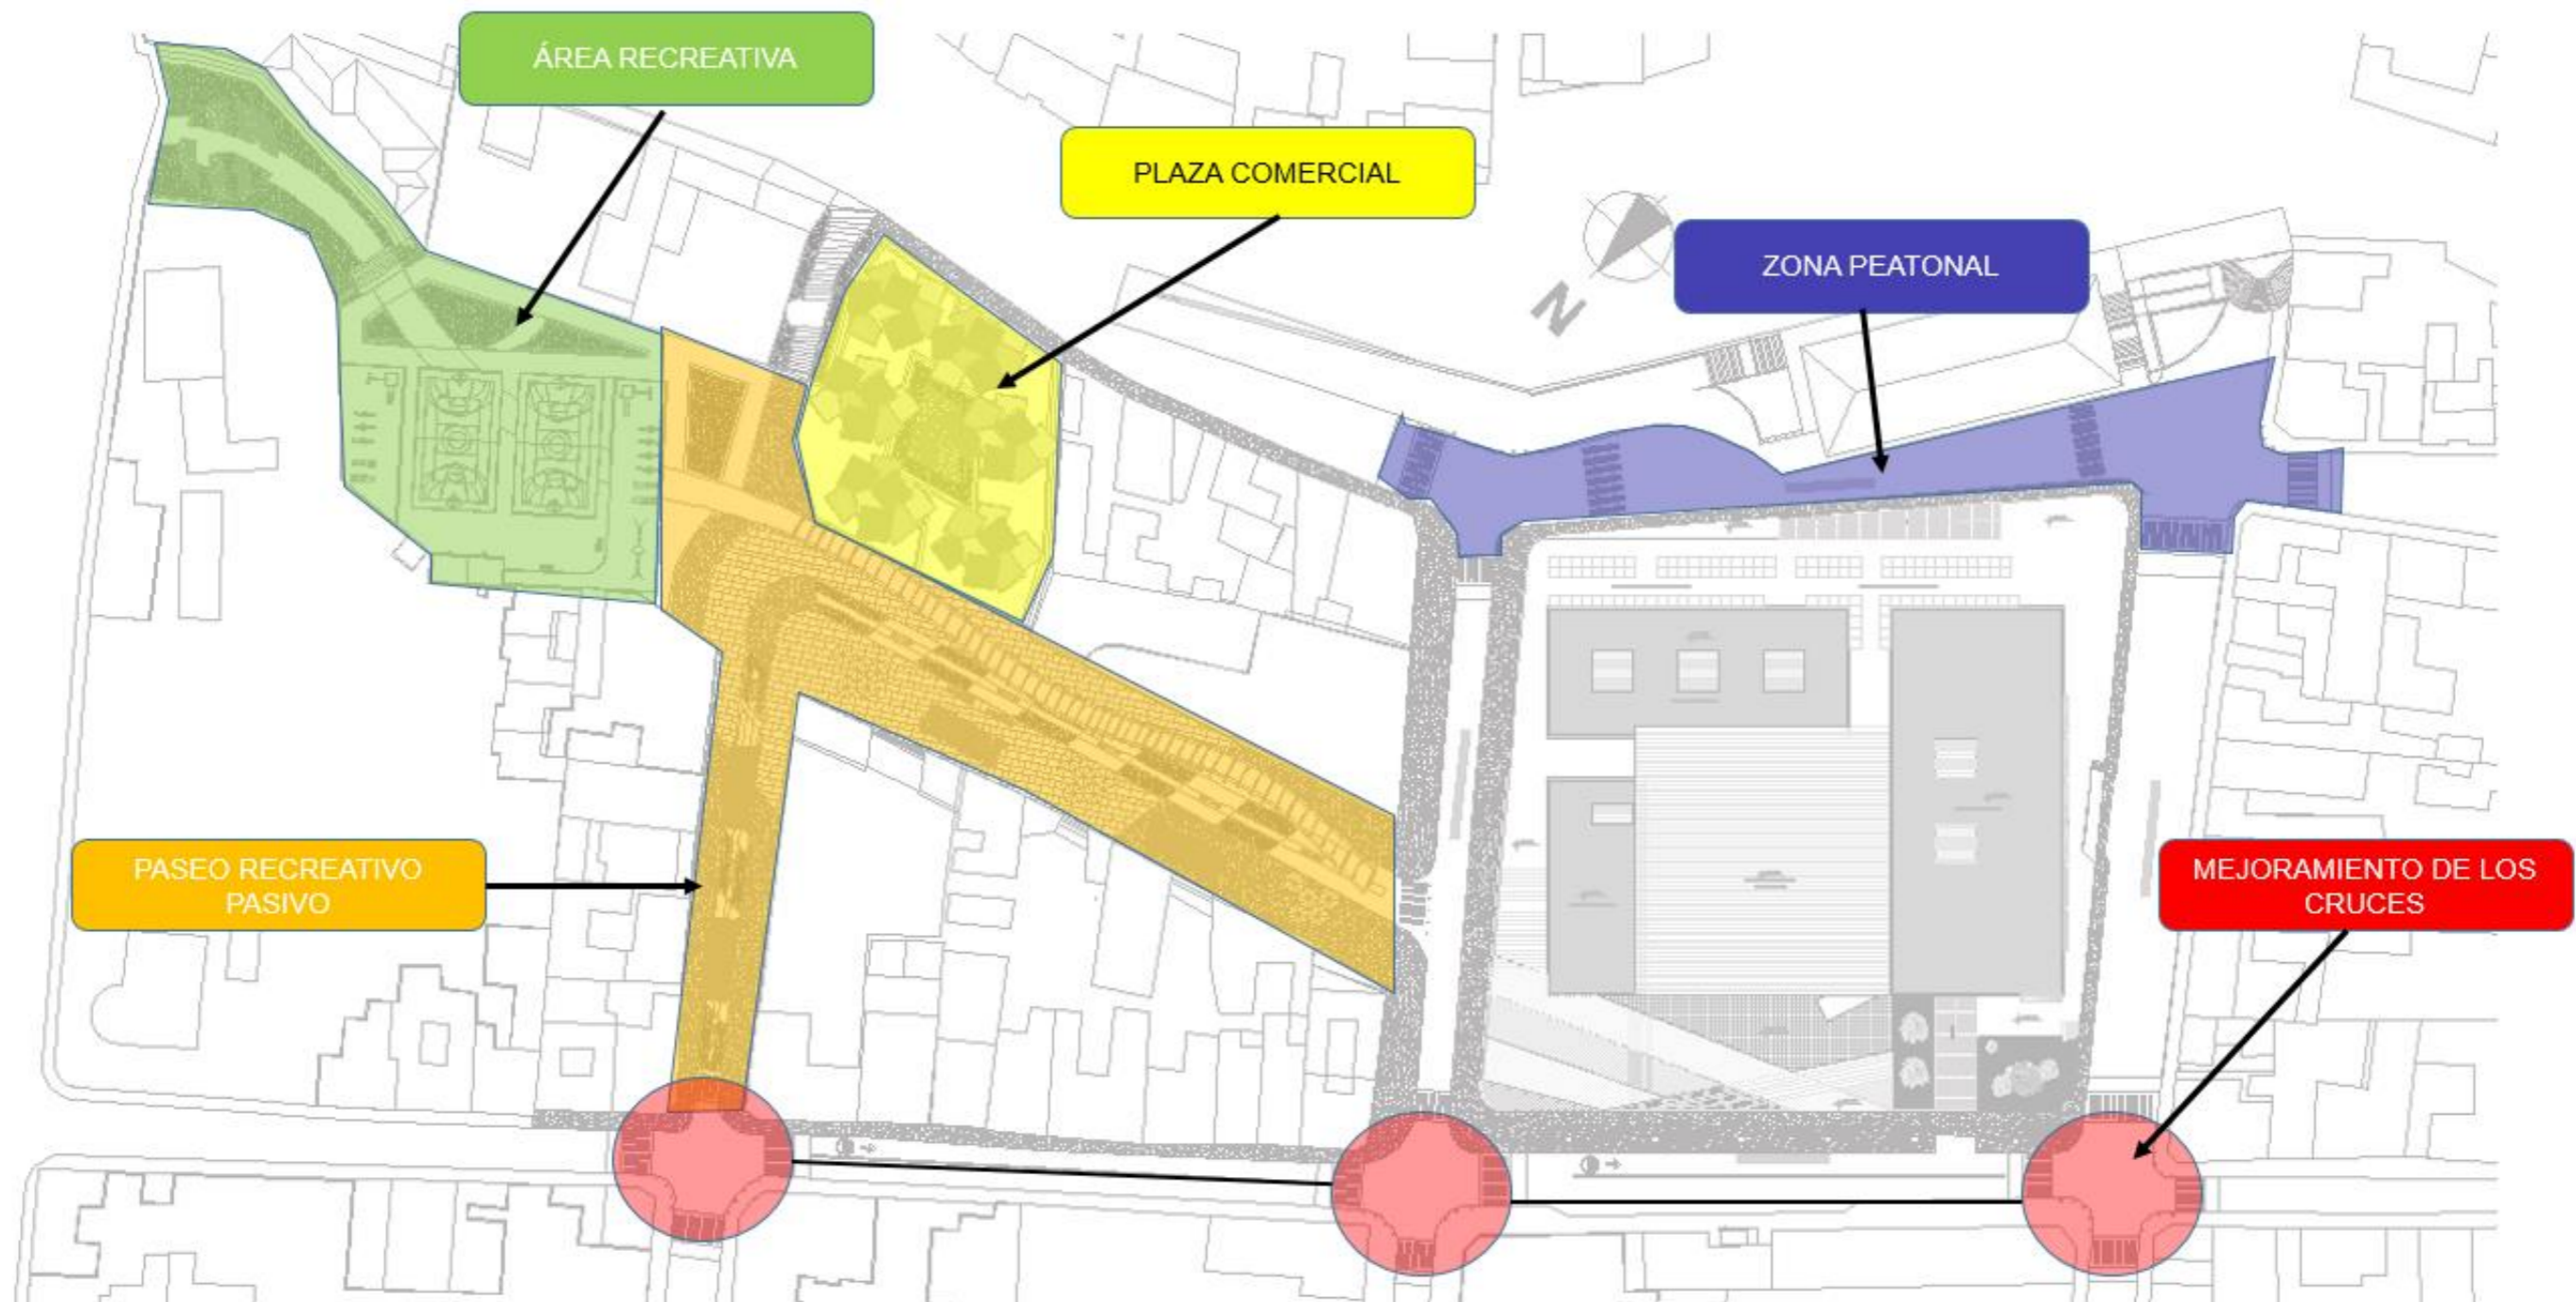 ÁREA RECREATIVA
PLAZA COMERCIAL
ZONA PEATONAL
N
PASEO RECREATIVO
PASIVO
MEJORAMIENTO DE LOS
CRUCES